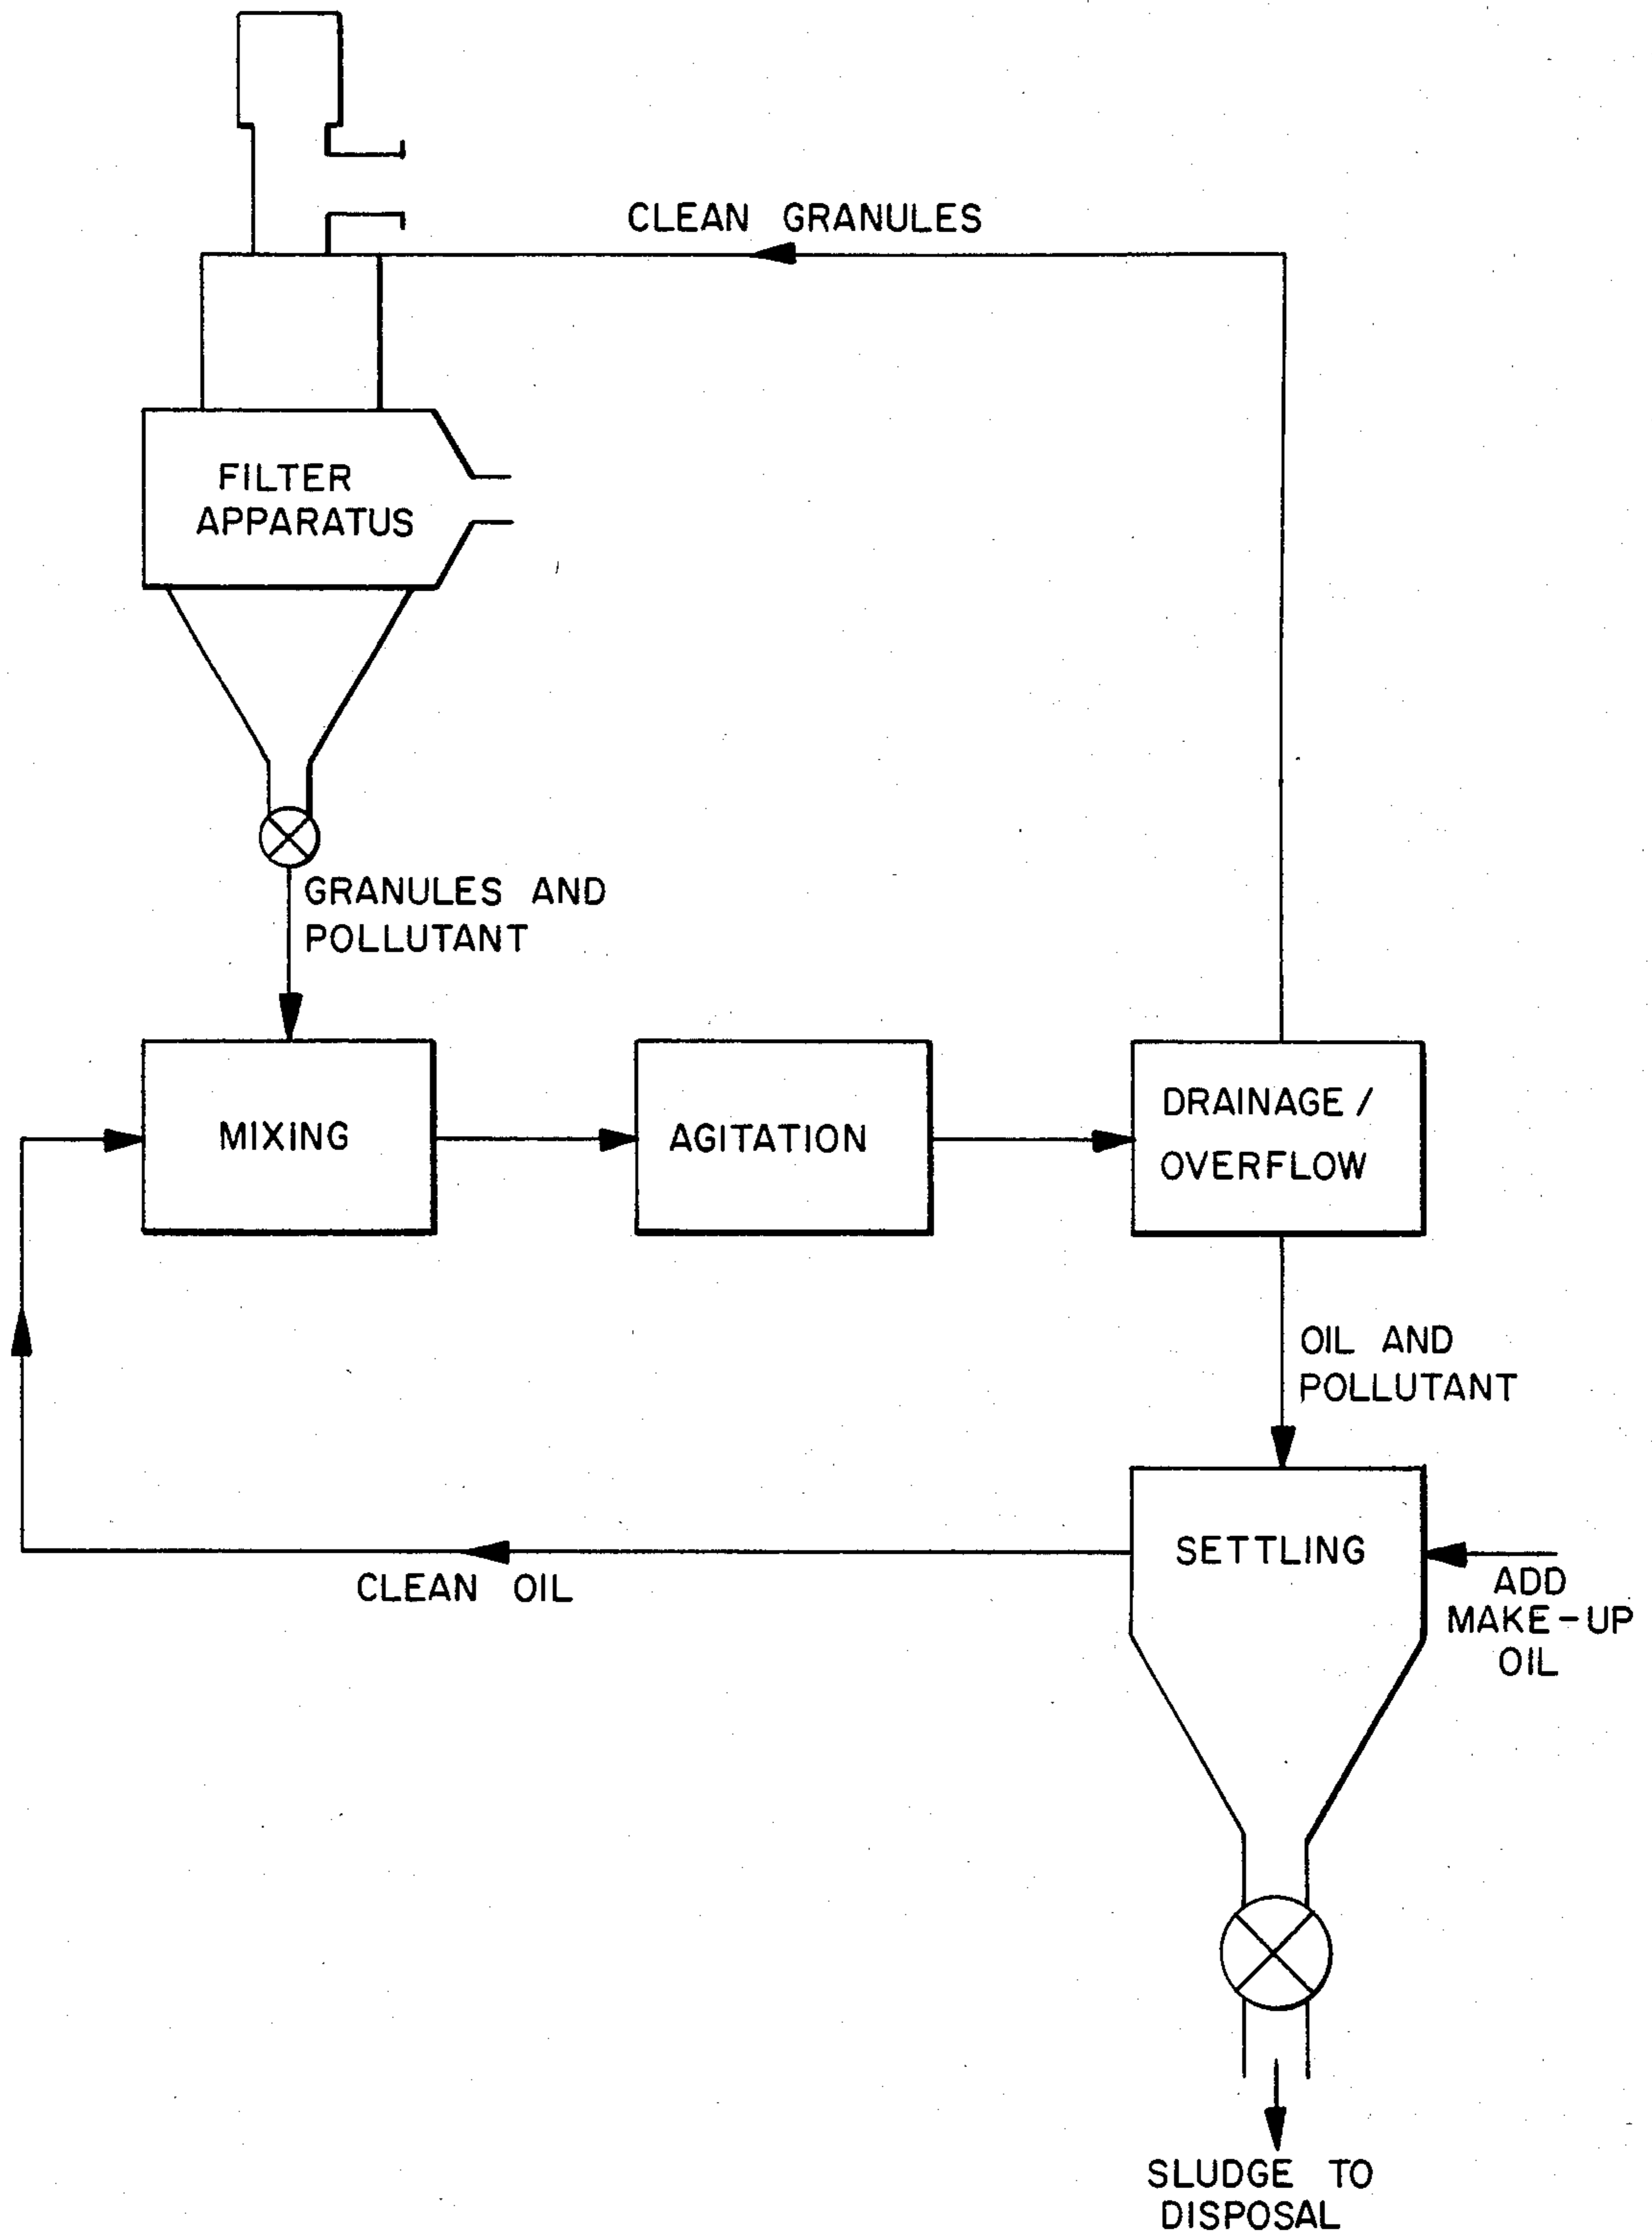 CLEAN GRANULES
FILTER
APPARATUS
GRANULES AND
POLLUTANT
MIXING
AGITATION
DRAINAGE /
OVERFLOW
OIL AND
POLLUTANT
SETTLING
CLEAN OIL
ADD
MAKE-UP
OIL
SLUDGE TO
DISPOSAL